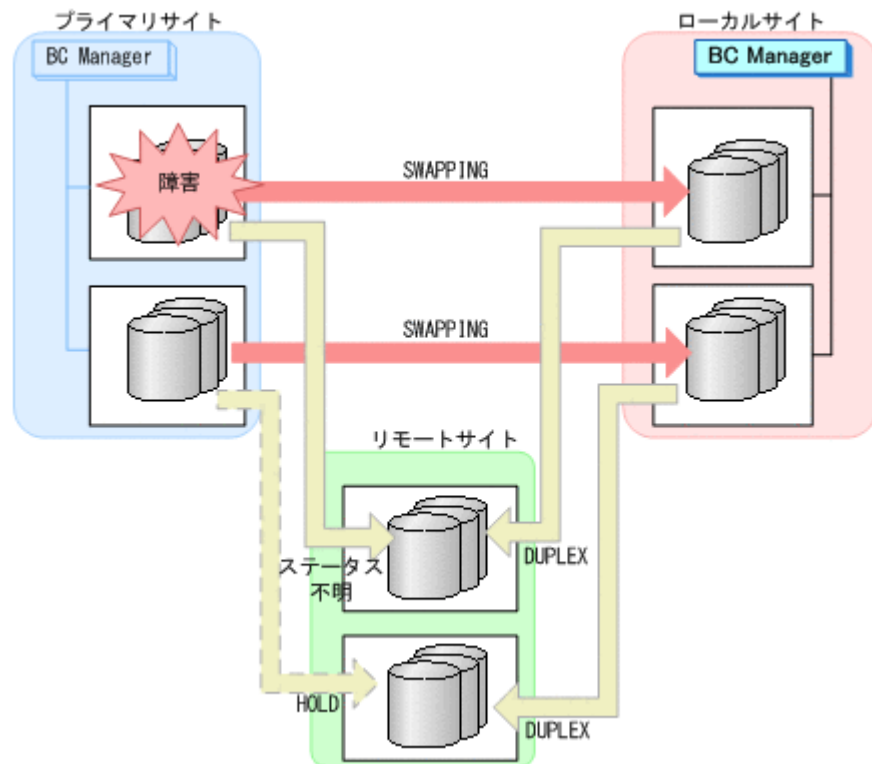 プライマリサイト
ローカルサイト
BC Manager
BC Manager
障害
SWAPPING
SWAPPING
リモートサイト
ステータス
不明
DUPLEX
HOLD
DUPLEX